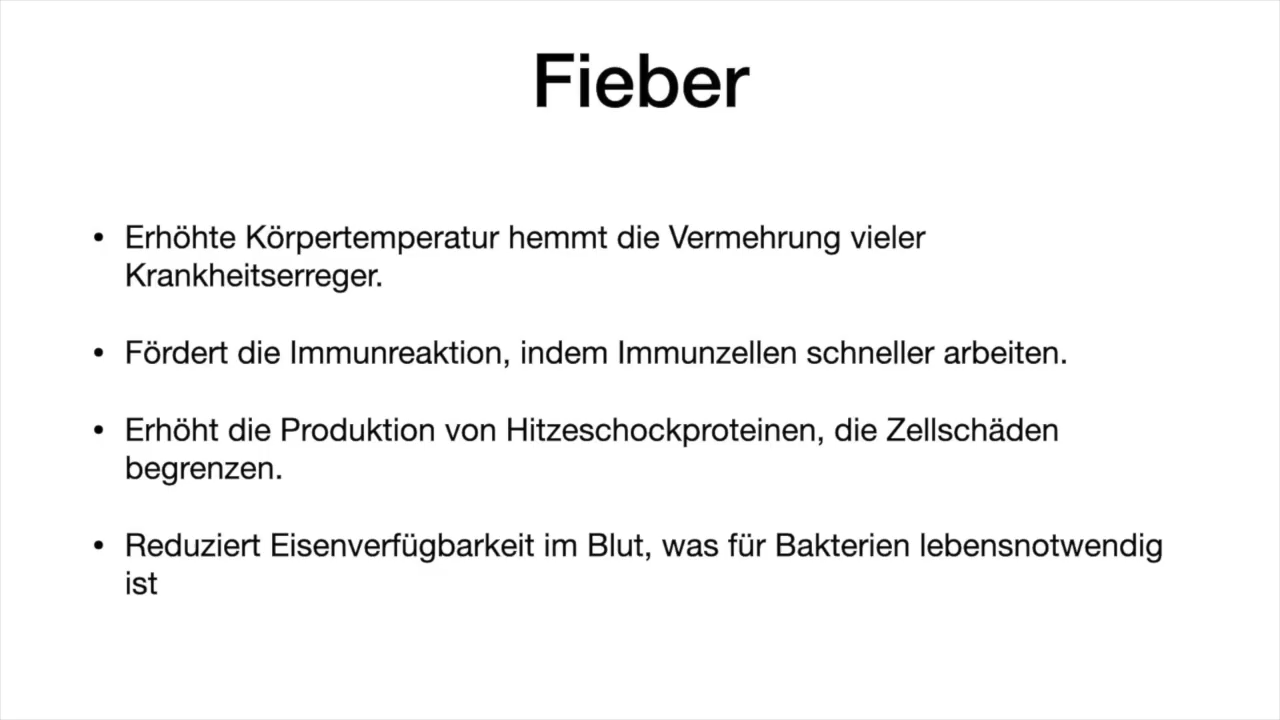 Fieber
• Erhöhte Körpertemperatur hemmt die Vermehrung vieler
Krankheitserreger.
• Fördert die Immunreaktion, indem Immunzellen schneller arbeiten.
• Erhöht die Produktion von Hitzeschockproteinen, die Zellschäden
begrenzen.
• Reduziert Eisenverfügbarkeit im Blut, was für Bakterien lebensnotwendig
ist